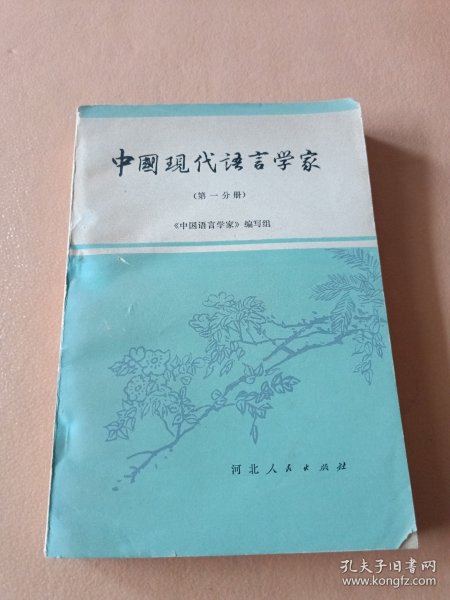 中國現代语言学家
（第一分册）
《中国语言学家》编写组
河北人民出版社
孔夫子旧书网
www.kongfz.com